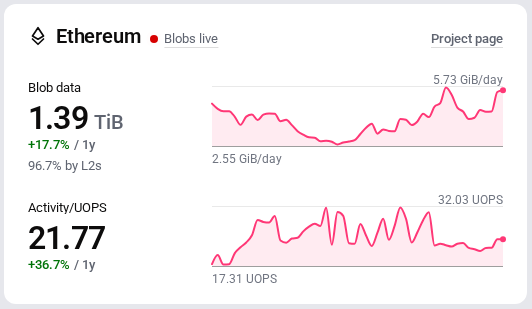 Ethereum
Blobs live
Project page
Blob data
1.39 TiB
+17.7% / 1y
96.7% by L2s
5.73 GiB/day
2.55 GiB/day
Activity/UOPS
21.77
+36.7% / 1y
32.03 UOPS
17.31 UOPS